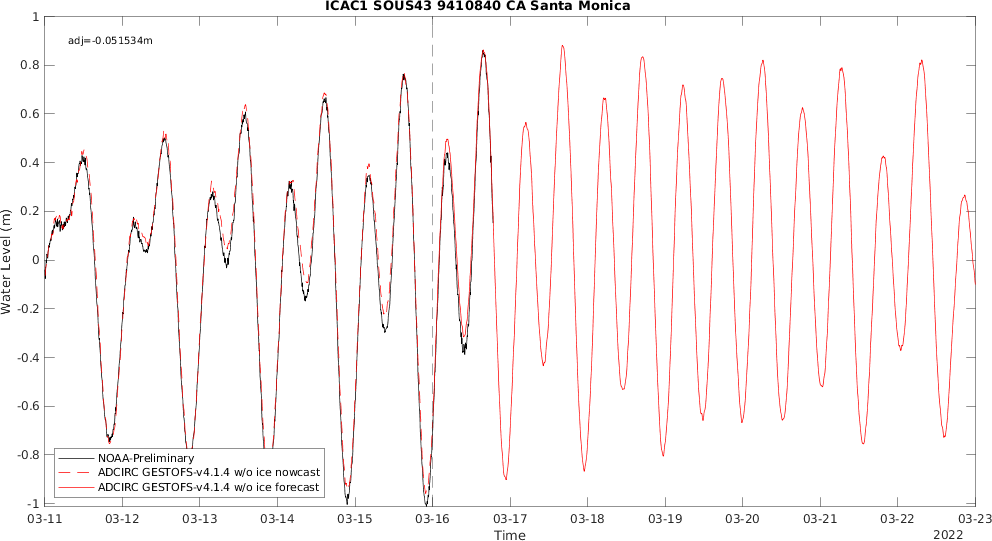 ICAC1 SOUS43 9410840 CA Santa Monica
adj=-0.051534m
1
0.8
0.6
0.4
0.2
0
-0.2
-0.4
-0.6
-0.8
-1
Water Level (m)
NOAA-Preliminary
ADCIRC GESTOFS-v4.1.4 w/o ice nowcast
ADCIRC GESTOFS-v4.1.4 w/o ice forecast
03-11 03-12 03-13 03-14 03-15 03-16 03-17 03-18 03-19 03-20 03-21 03-22 03-23
Time
2022